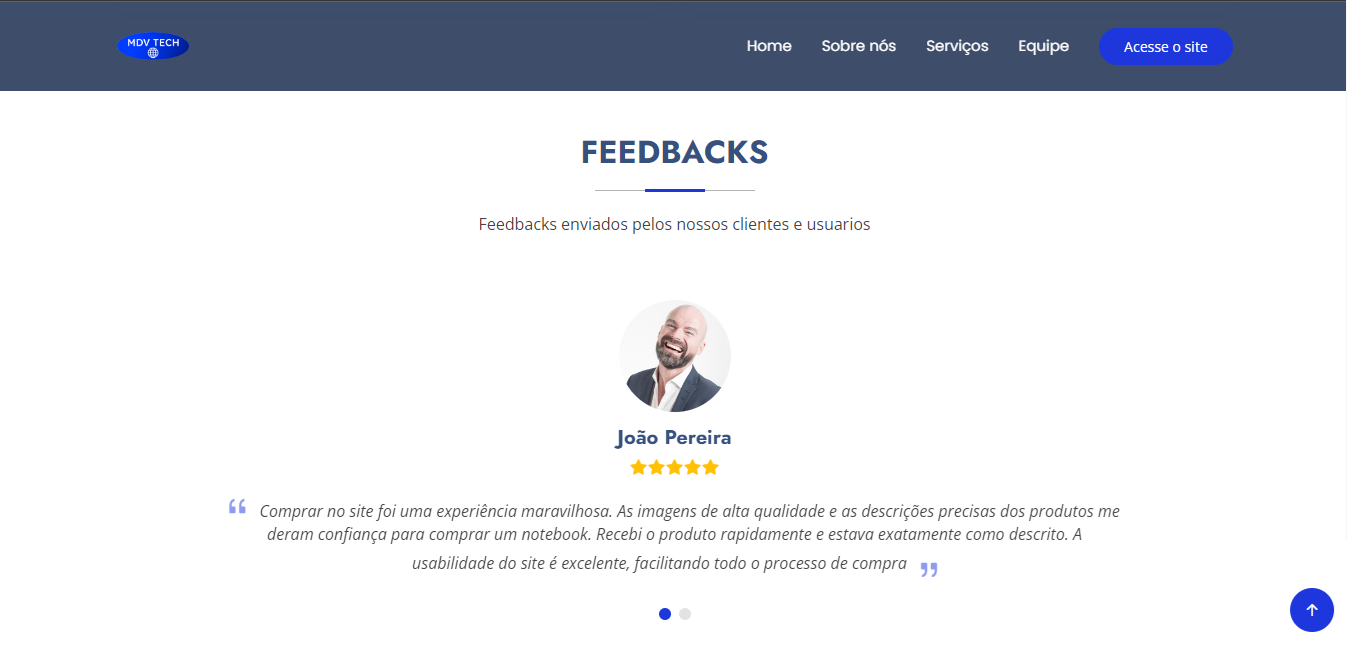 MDV TECH
Home Sobre nós Serviços Equipe Acesse o site
FEEDBACKS
Feedbacks enviados pelos nossos clientes e usuarios
João Pereira
“ Comprar no site foi uma experiência maravilhosa. As imagens de alta qualidade e as descrições precisas dos produtos me
deram confiança para comprar um notebook. Recebi o produto rapidamente e estava exatamente como descrito. A
usabilidade do site é excelente, facilitando todo o processo de compra ”